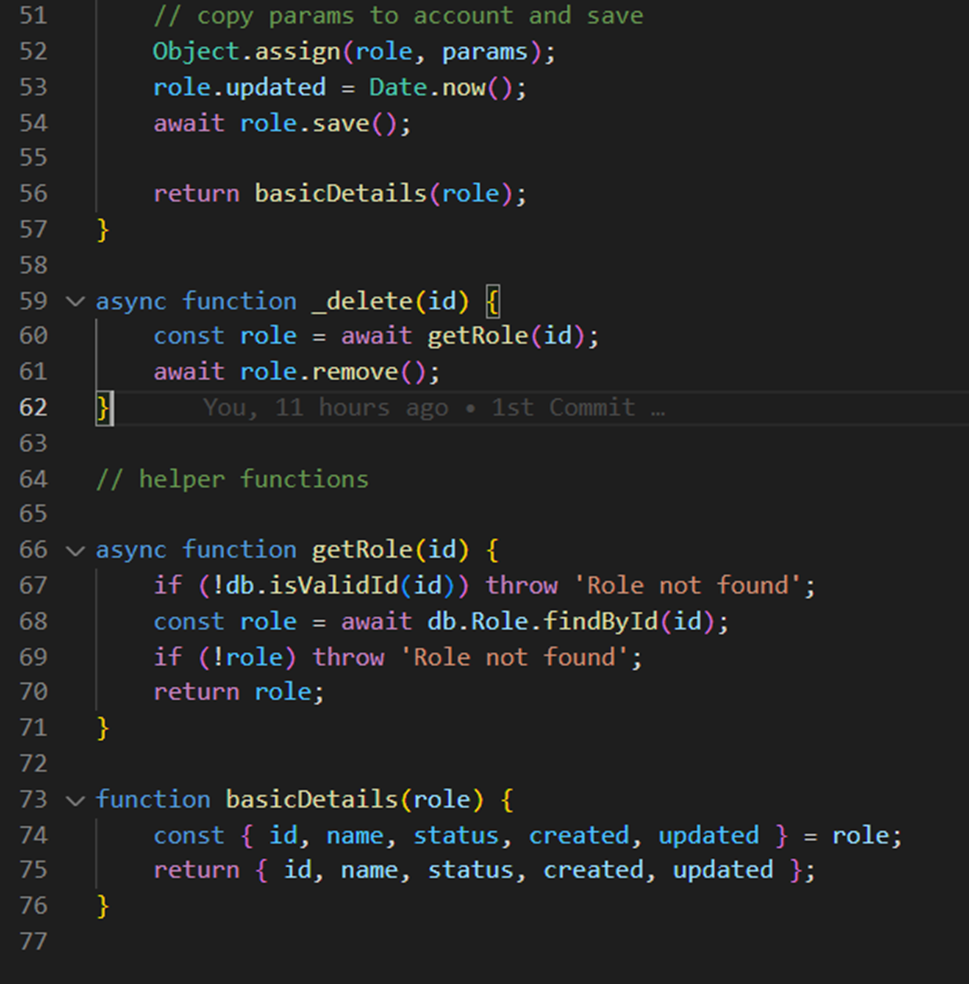 51 // copy params to account and save
52 Object.assign(role, params);
53 role.updated = Date.now();
54 await role.save();
55
56 return basicDetails(role);
57 }
58
59 async function _delete(id) {
60 const role = await getRole(id);
61 await role.remove();
62 } You, 11 hours ago • 1st Commit …
63
64 // helper functions
65
66 async function getRole(id) {
67 if (!db.isValidId(id)) throw 'Role not found';
68 const role = await db.Role.findById(id);
69 if (!role) throw 'Role not found';
70 return role;
71 }
72
73 function basicDetails(role) {
74 const { id, name, status, created, updated } = role;
75 return { id, name, status, created, updated };
76 }
77